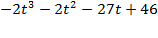 −2t³ − 2t² − 27t + 46